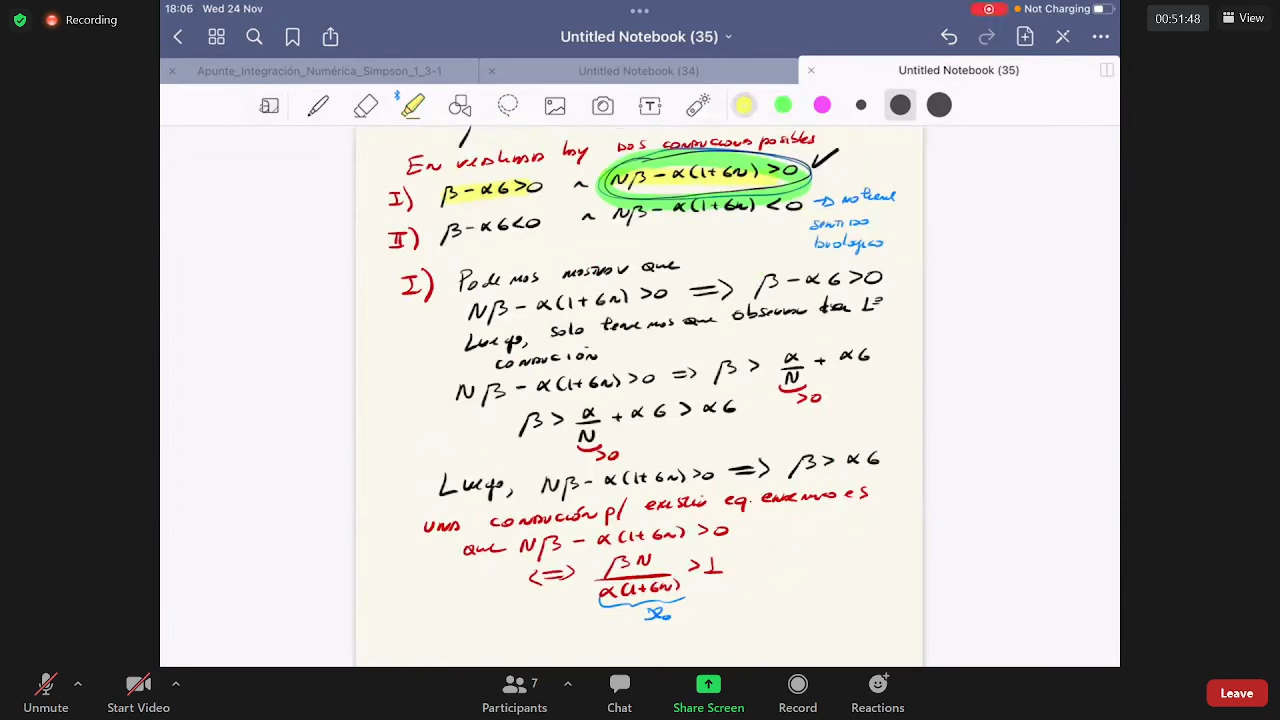 Recording
18:06 Wed 24 Nov
Not Charging
00:51:48
View
Untitled Notebook (35)
Apunte_Integración_Numérica_Simpson_1_3-1
Untitled Notebook (34)
Untitled Notebook (35)
En realidad hay dos condiciones posibles
I) β - α6 > 0 ~ Nβ - α(1+6N) > 0
II) β - α6 < 0 ~ Nβ - α(1+6N) < 0 → no tiene
sentido
biológico
I) Podemos mostrar que
Nβ - α(1+6N) > 0 ⟹ β - α6 > 0
Luego, solo tenemos que observar la 1ª
condición
Nβ - α(1+6N) > 0 ⟹ β > α/N + α6
>0
β > α/N + α6 > α6
>0
Luego, Nβ - α(1+6N) > 0 ⟹ β > α6
Una condición p/ existir eq. endémico es
que Nβ - α(1+6N) > 0
⟺ βN/α(1+6N) > 1
R₀
Unmute
Start Video
7
Participants
Chat
Share Screen
Record
Reactions
Leave